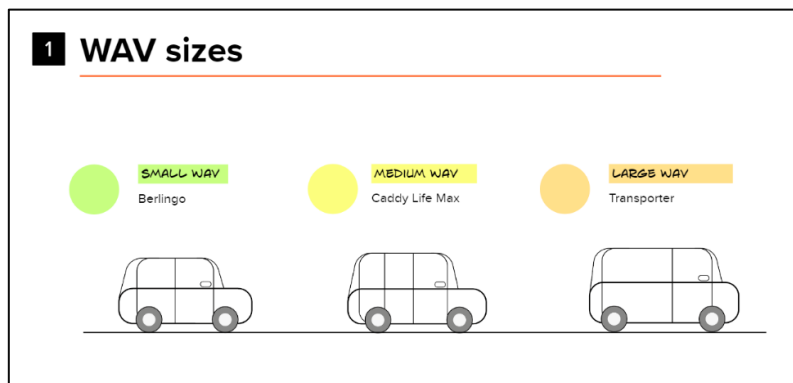 1 WAV sizes
SMALL WAV
Berlingo
MEDIUM WAV
Caddy Life Max
LARGE WAV
Transporter